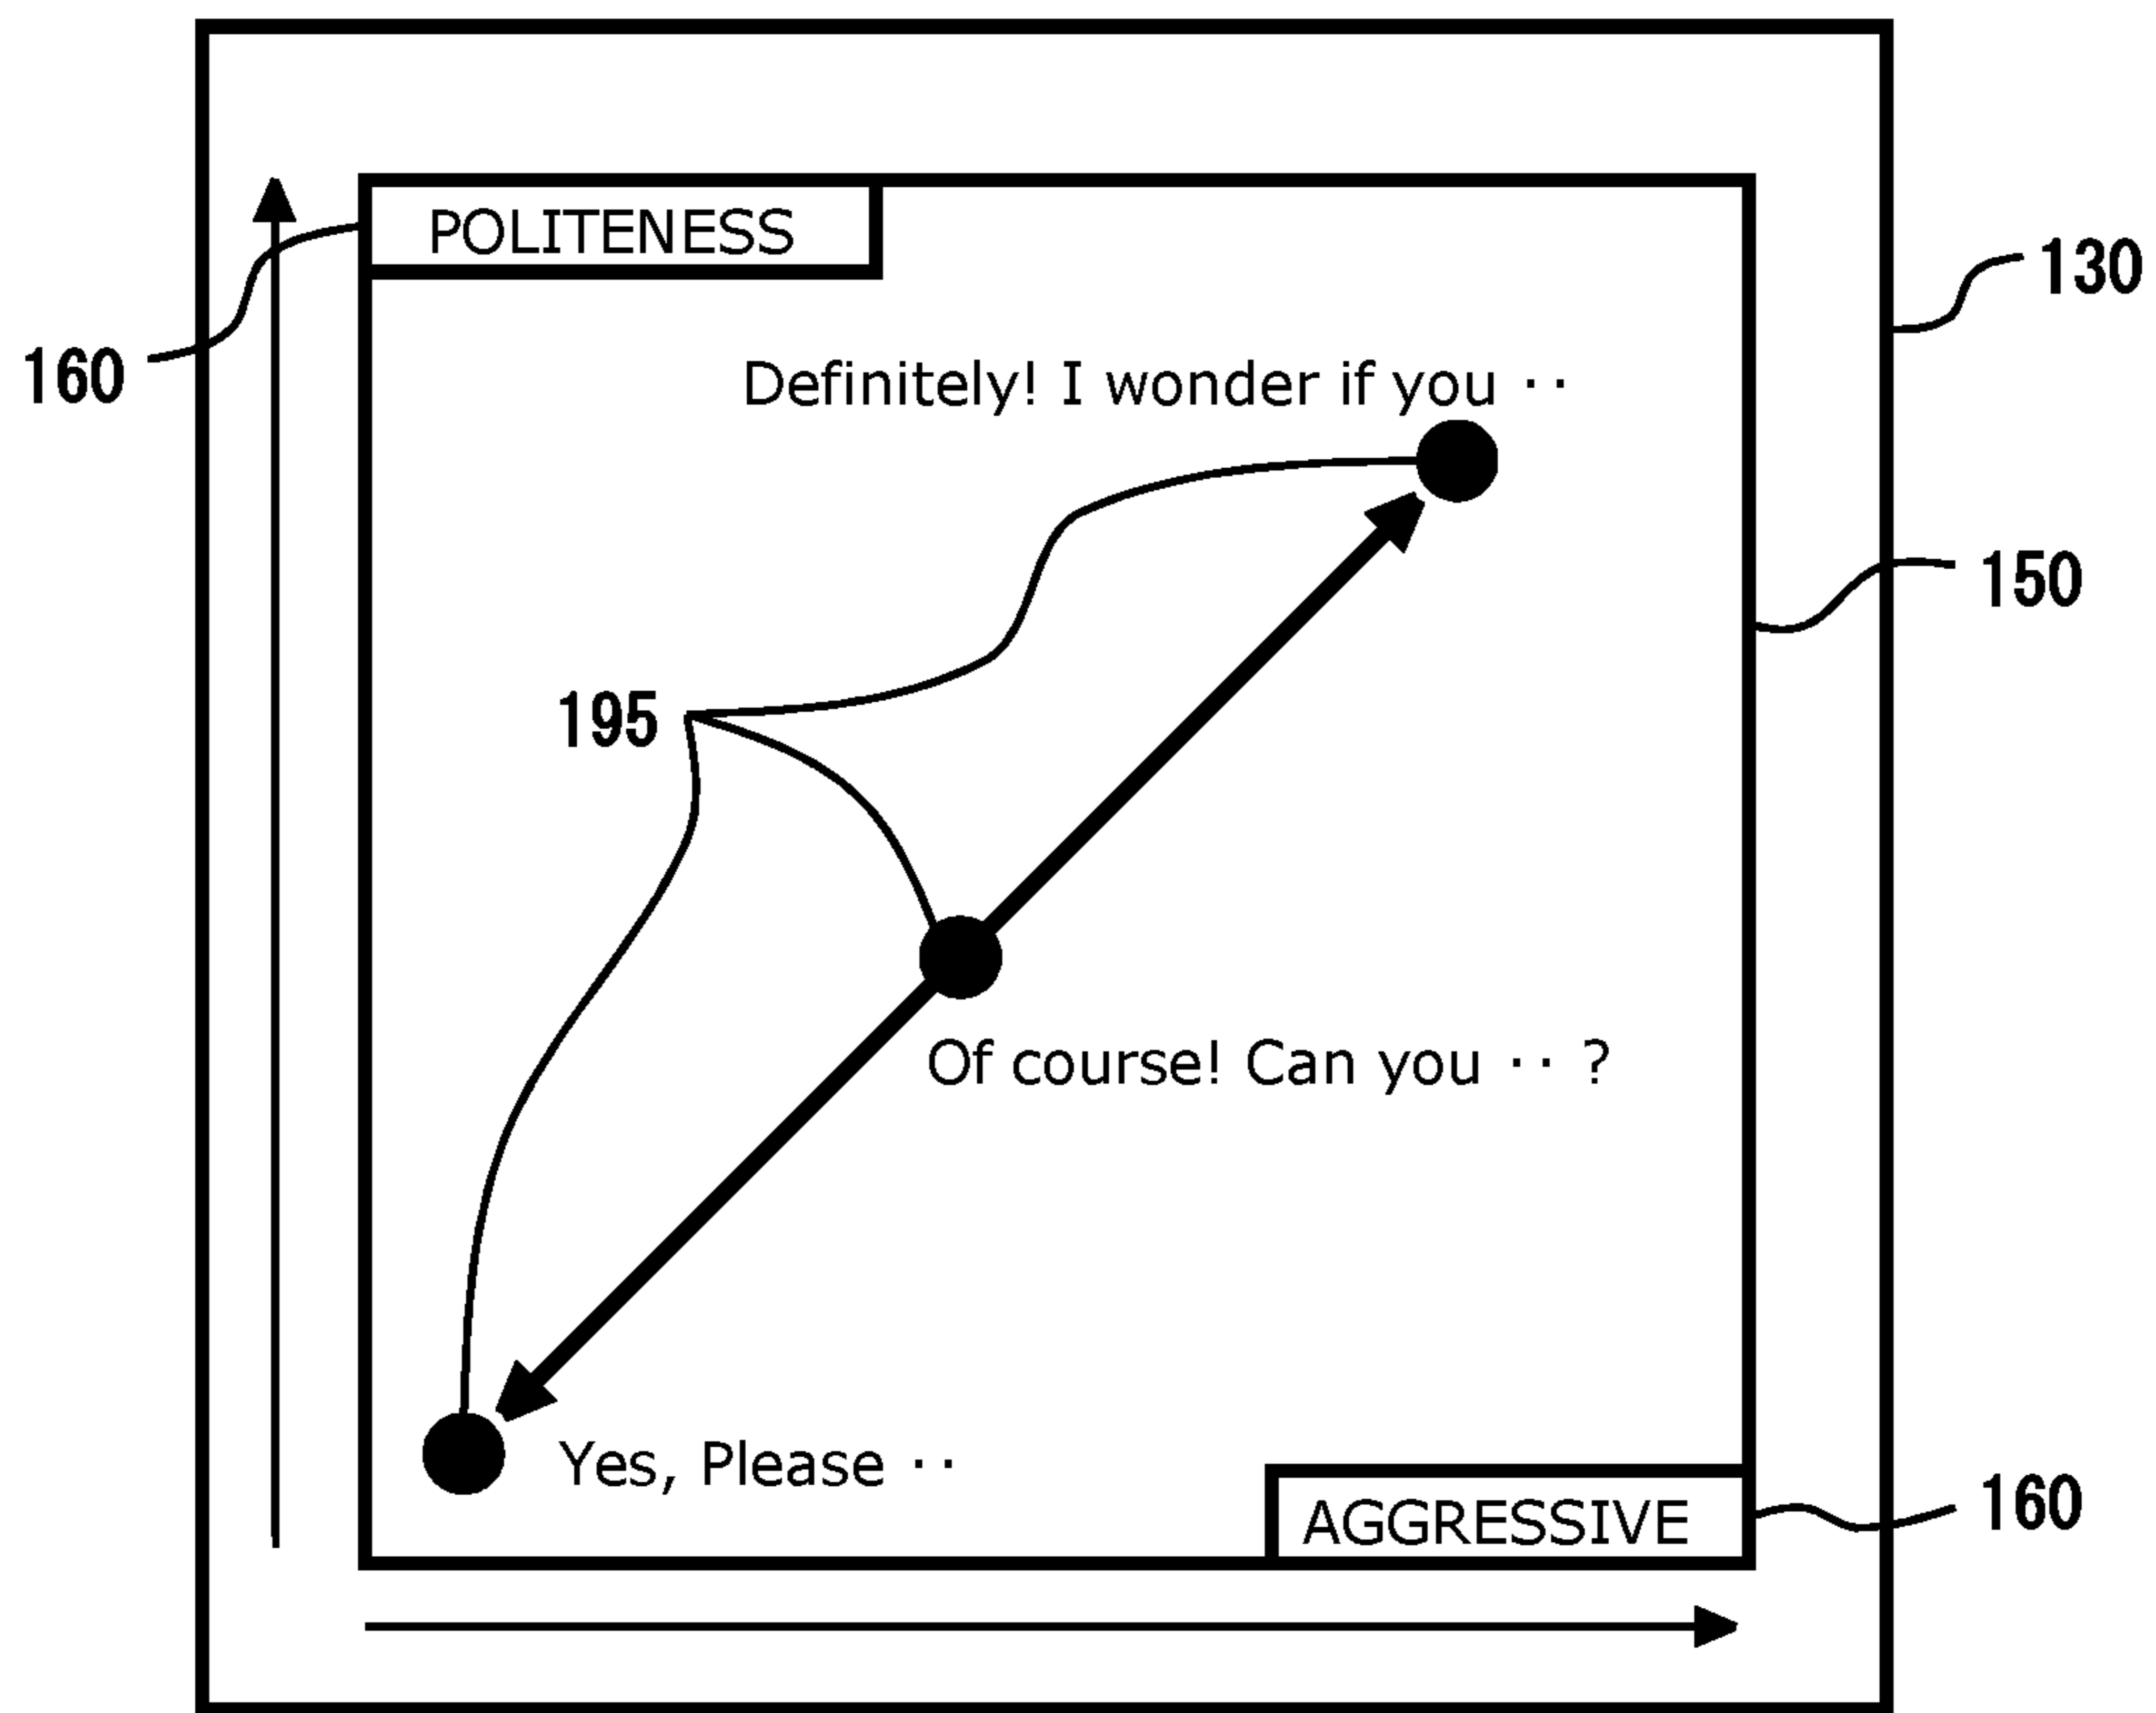 POLITENESS
130
160
Definitely! I wonder if you ··
150
195
Of course! Can you ·· ?
Yes, Please ··
AGGRESSIVE
160